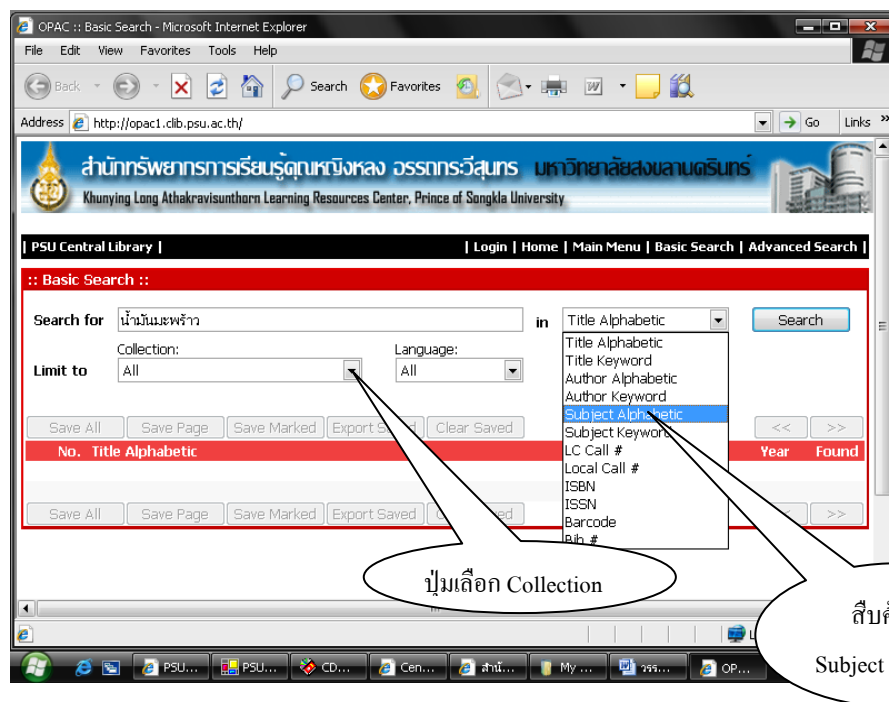 OPAC :: Basic Search - Microsoft Internet Explorer
File Edit View Favorites Tools Help
Back Search Favorites
Address http://opac1.clib.psu.ac.th/ Go Links »
สำนักทรัพยากรการเรียนรู้คุณหญิงหลง อรรถกระวีสุนทร มหาวิทยาลัยสงขลานครินทร์
Khunying Long Athakravisunthorn Learning Resources Center, Prince of Songkla University
| PSU Central Library | | Login | Home | Main Menu | Basic Search | Advanced Search |
:: Basic Search ::
Search for น้ำมันมะพร้าว in Title Alphabetic Search
Collection: Language:
Limit to All All
Title Alphabetic
Title Keyword
Author Alphabetic
Author Keyword
Subject Alphabetic
Subject Keyword
LC Call #
Local Call #
ISBN
ISSN
Barcode
Bib #
Save All Save Page Save Marked Export Saved Clear Saved << >>
No. Title Alphabetic Year Found
Save All Save Page Save Marked Export Saved >>
ปุ่มเลือก Collection
Subject
PSU... PSU... CD... Cen... สำนั... My ... วรร... OP...